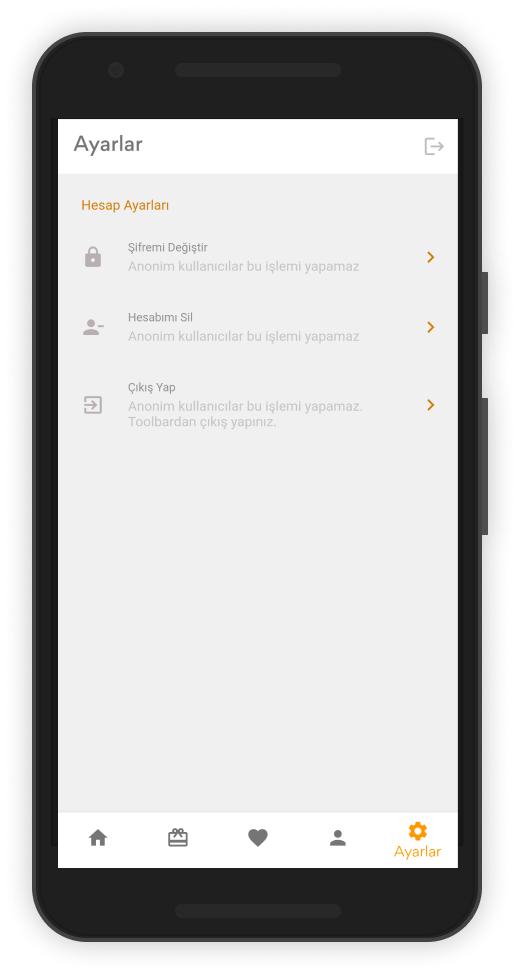 Ayarlar
Hesap Ayarları
Şifremi Değiştir
Anonim kullanıcılar bu işlemi yapamaz
Hesabımı Sil
Anonim kullanıcılar bu işlemi yapamaz
Çıkış Yap
Anonim kullanıcılar bu işlemi yapamaz.
Toolbardan çıkış yapınız.
Ayarlar